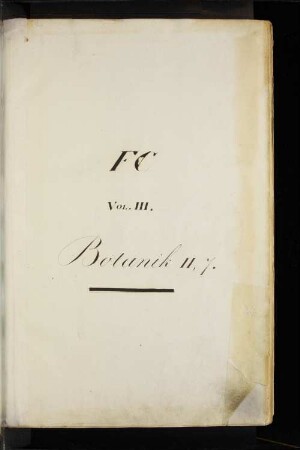 FC
VOL. III.
Botanik II, 7.